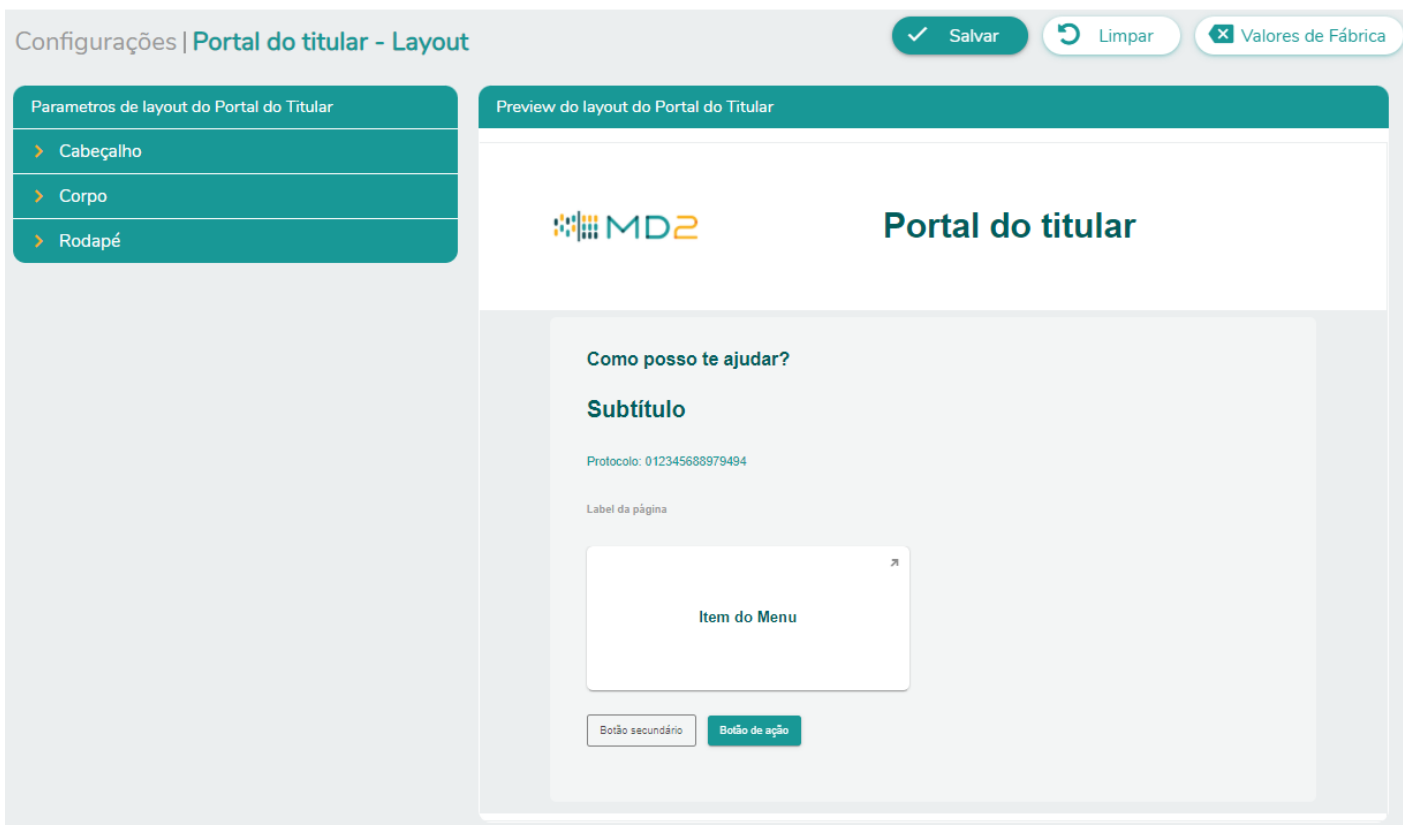 Configurações | Portal do titular - Layout
Salvar
Limpar
Valores de Fábrica
Parametros de layout do Portal do Titular
Cabeçalho
Corpo
Rodapé
Preview do layout do Portal do Titular
MD2
Portal do titular
Como posso te ajudar?
Subtítulo
Protocolo: 012345688979494
Label da página
Item do Menu
Botão secundário
Botão de ação